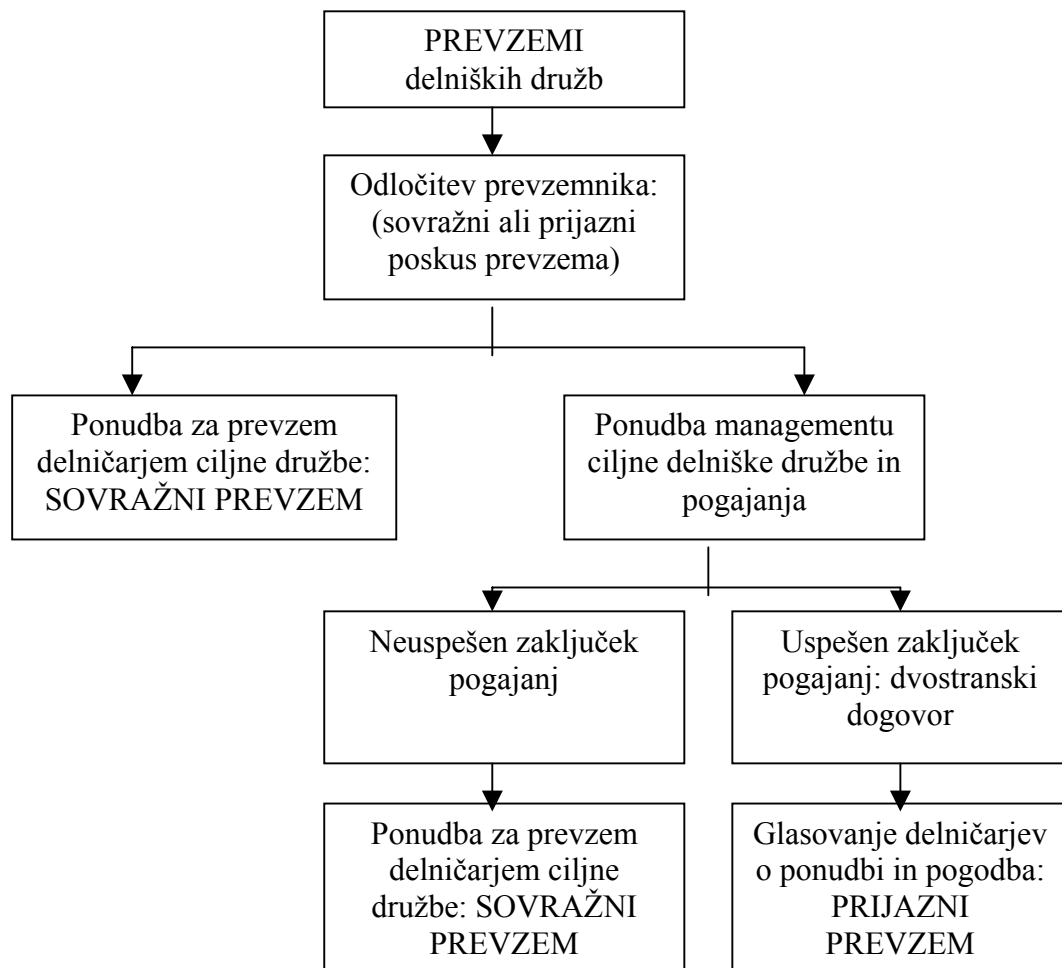 PREVZEMI
delniških družb
Odločitev prevzemnika:
(sovražni ali prijazni
poskus prevzema)
Ponudba za prevzem
delničarjem ciljne družbe:
SOVRAŽNI PREVZEM
Ponudba managementu
ciljne delniške družbe in
pogajanja
Neuspešen zaključek
pogajanj
Uspešen zaključek
pogajanj: dvostranski
dogovor
Ponudba za prevzem
delničarjem ciljne
družbe: SOVRAŽNI
PREVZEM
Glasovanje delničarjev
o ponudbi in pogodba:
PRIJAZNI
PREVZEM